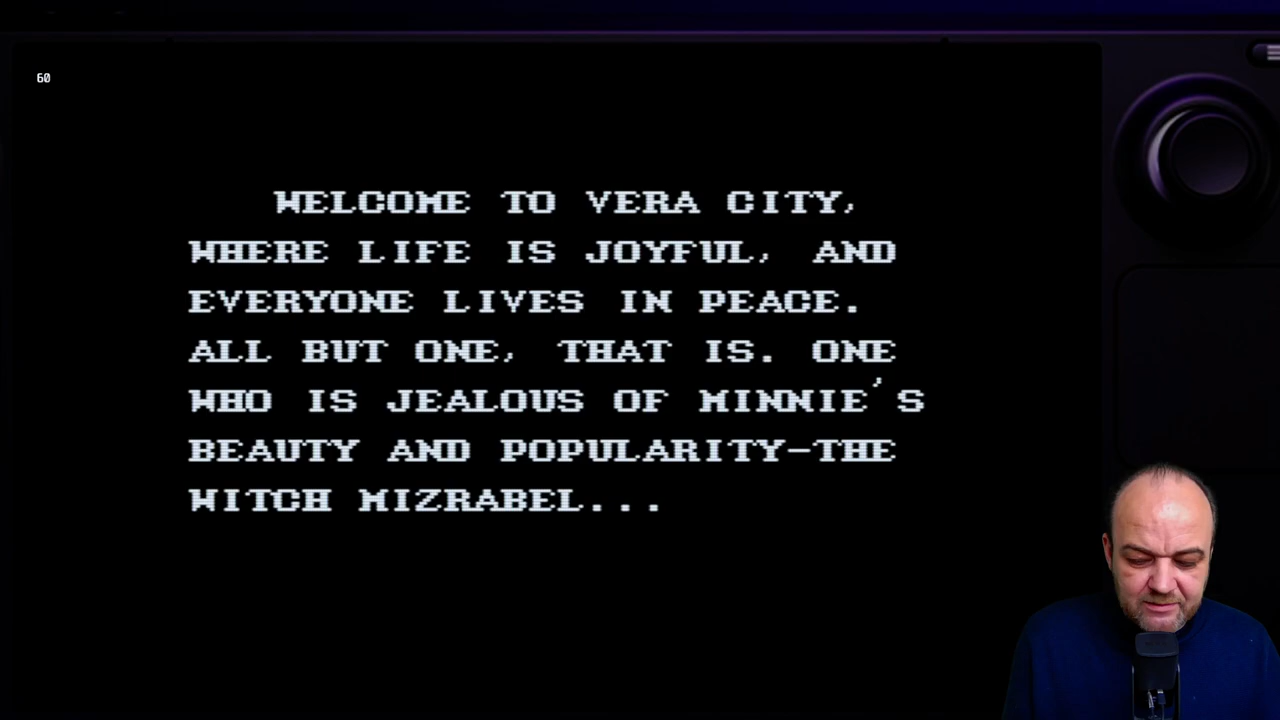 60
WELCOME TO VERA CITY,
WHERE LIFE IS JOYFUL, AND
EVERYONE LIVES IN PEACE.
ALL BUT ONE, THAT IS. ONE
WHO IS JEALOUS OF MINNIE'S
BEAUTY AND POPULARITY-THE
WITCH MIZRABEL...